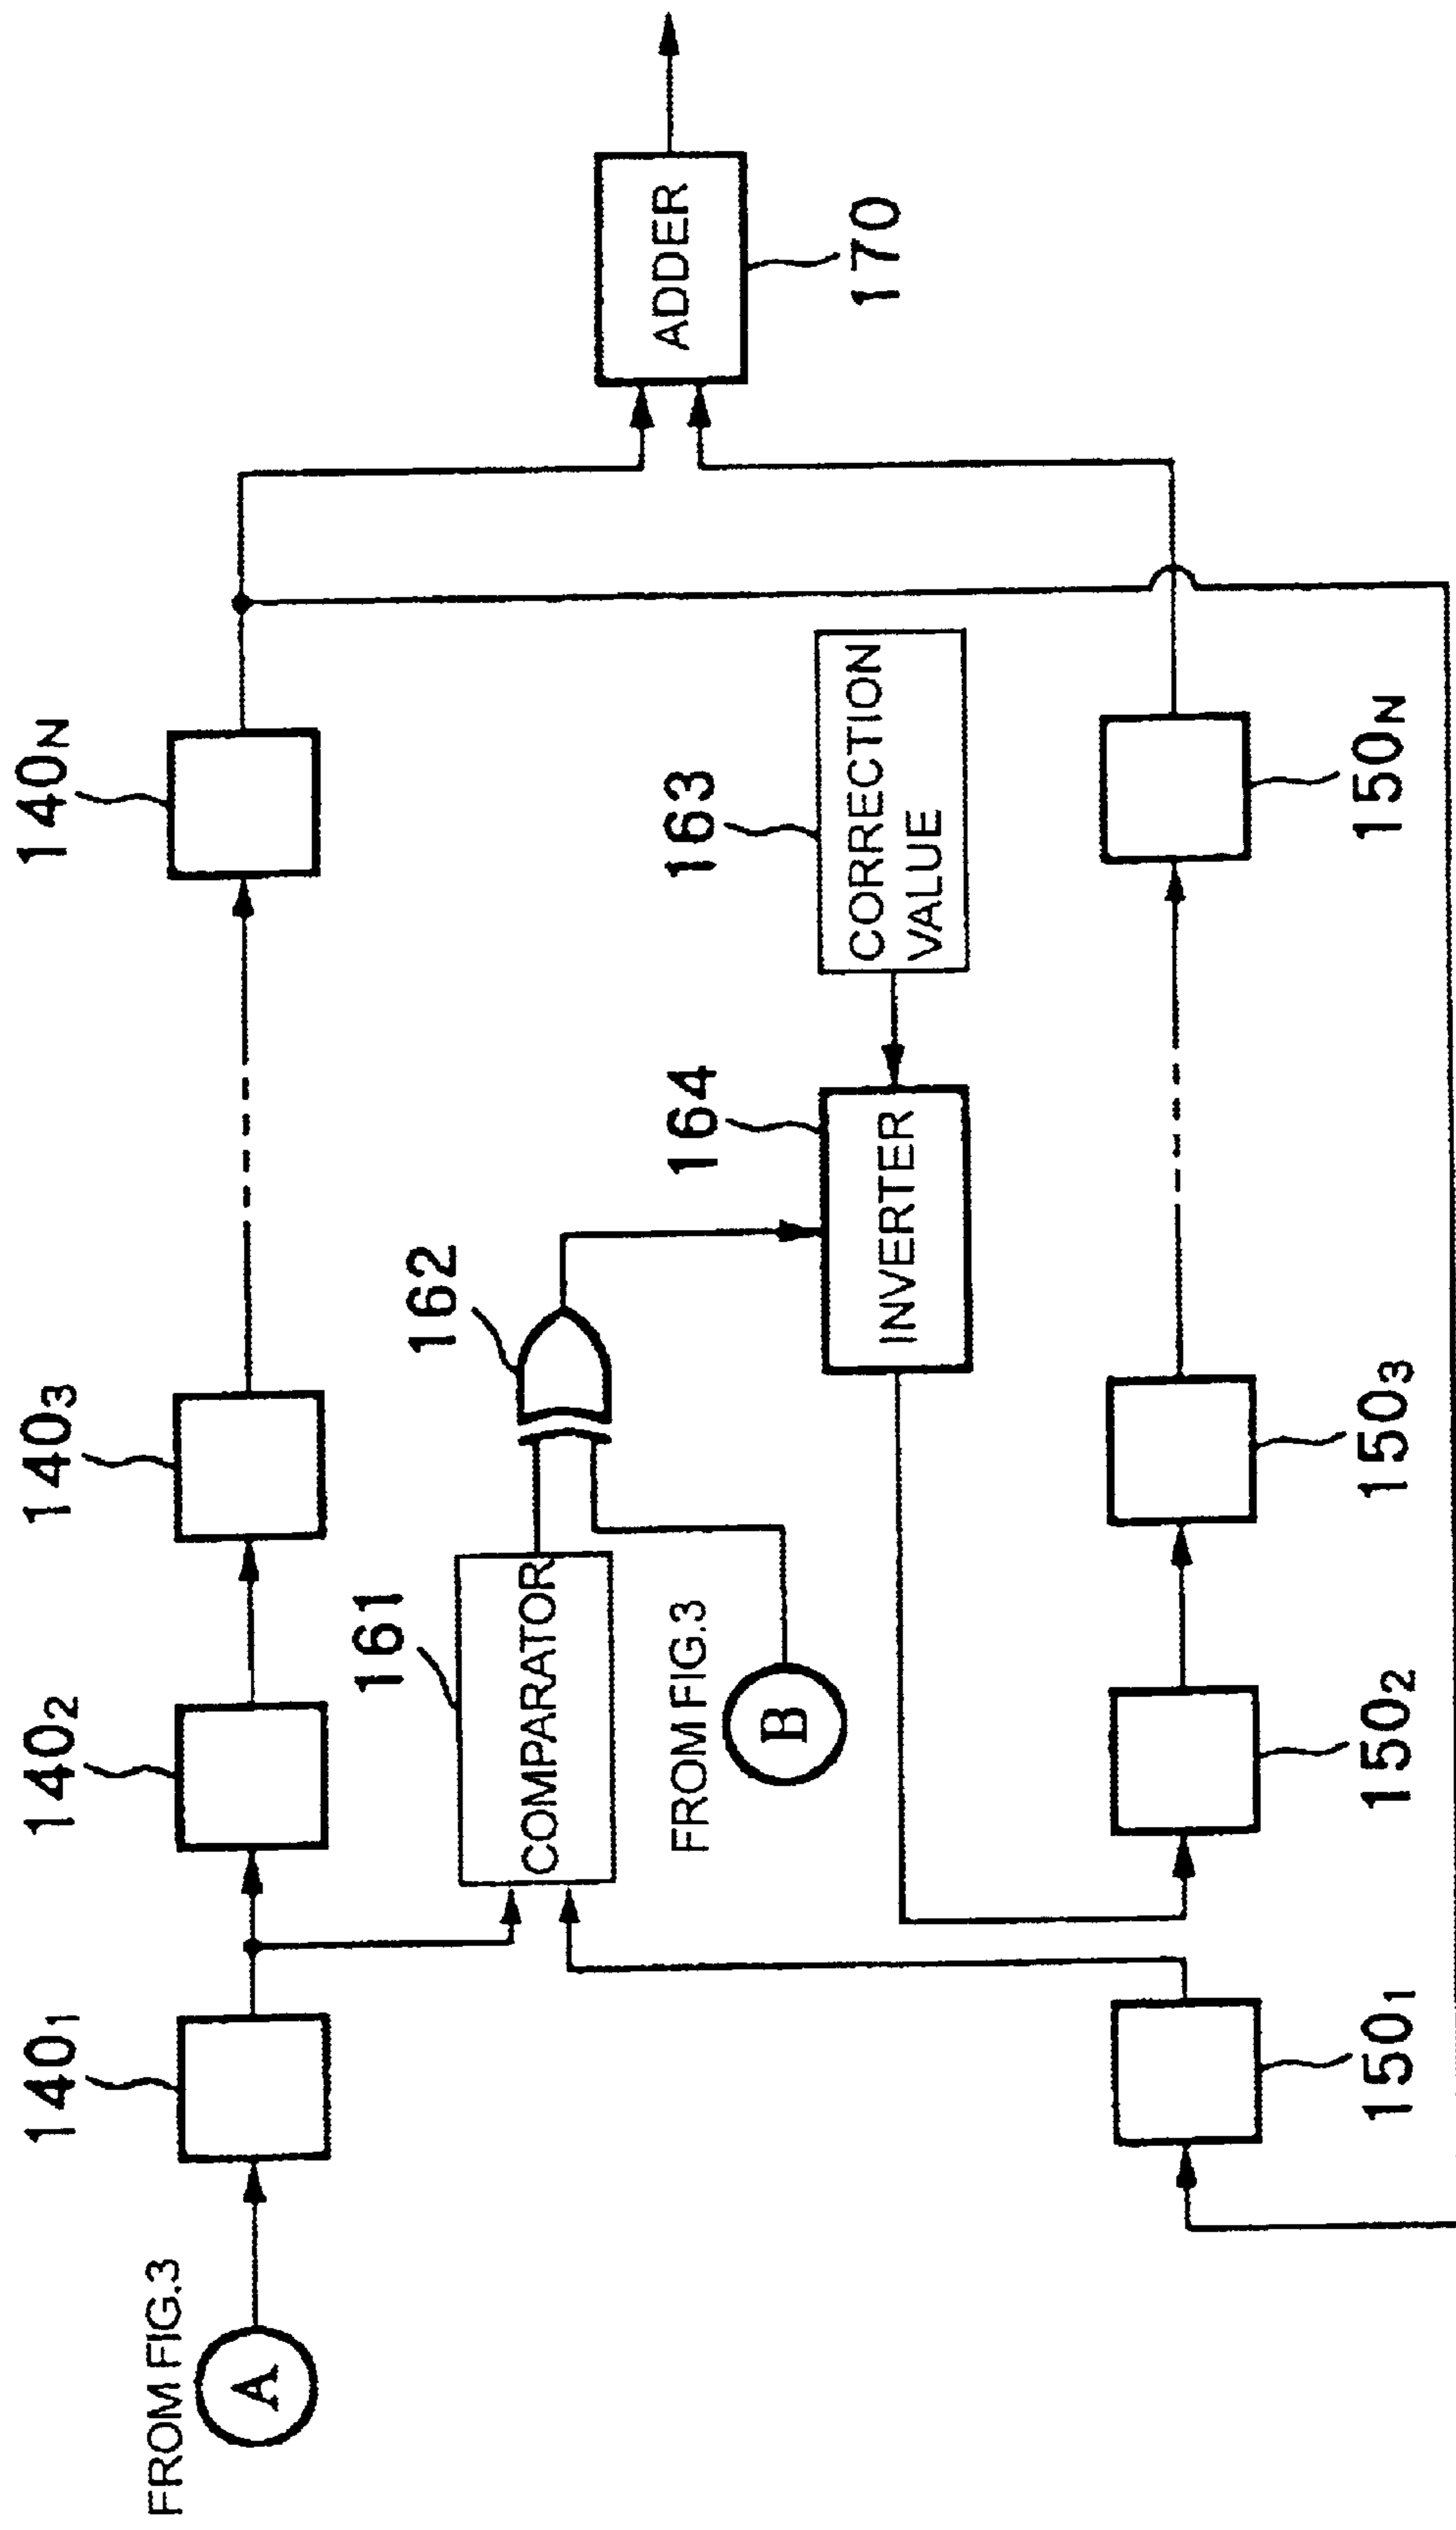 FROM FIG.3
A
140₁
140₂
140₃
140N
161
COMPARATOR
162
FROM FIG.3
B
164
INVERTER
163
CORRECTION
VALUE
ADDER
170
150₁
150₂
150₃
150N